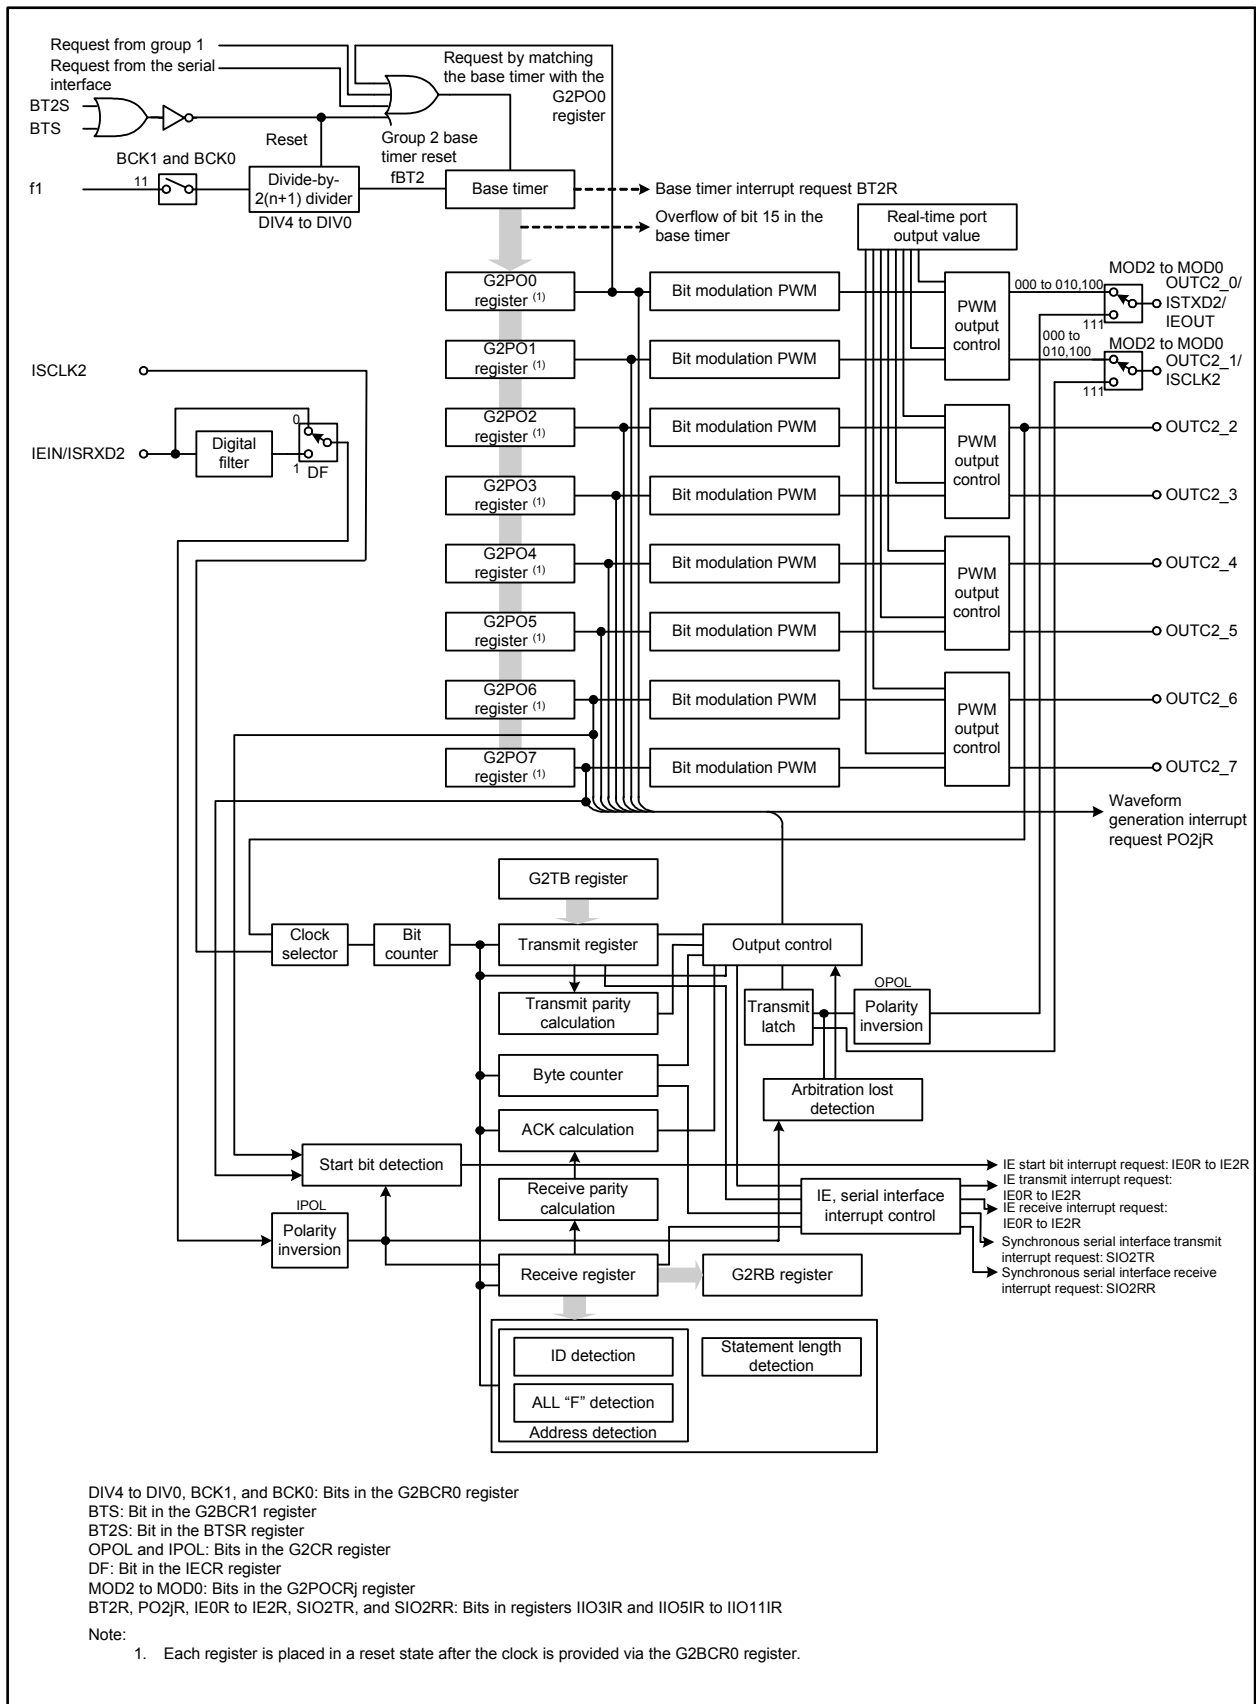 Request from group 1
Request from the serial
interface
BT2S
BTS
Request by matching
the base timer with the
G2PO0
register
Reset
Group 2 base
timer reset
BCK1 and BCK0
f1
11
Divide-by-
2(n+1) divider
DIV4 to DIV0
fBT2
Base timer
Base timer interrupt request BT2R
Overflow of bit 15 in the
base timer
Real-time port
output value
G2PO0
register (1)
Bit modulation PWM
PWM
output
control
000 to 010,100
MOD2 to MOD0
OUTC2_0/
ISTXD2/
IEOUT
111
G2PO1
register (1)
Bit modulation PWM
000 to
010,100
MOD2 to MOD0
OUTC2_1/
ISCLK2
111
ISCLK2
IEIN/ISRXD2
Digital
filter
0
1
DF
G2PO2
register (1)
Bit modulation PWM
PWM
output
control
OUTC2_2
G2PO3
register (1)
Bit modulation PWM
OUTC2_3
G2PO4
register (1)
Bit modulation PWM
PWM
output
control
OUTC2_4
G2PO5
register (1)
Bit modulation PWM
OUTC2_5
G2PO6
register (1)
Bit modulation PWM
PWM
output
control
OUTC2_6
G2PO7
register (1)
Bit modulation PWM
OUTC2_7
Waveform
generation interrupt
request PO2jR
G2TB register
Clock
selector
Bit
counter
Transmit register
Output control
Transmit parity
calculation
Transmit
latch
OPOL
Polarity
inversion
Byte counter
Arbitration lost
detection
ACK calculation
Start bit detection
Receive parity
calculation
IE, serial interface
interrupt control
IE start bit interrupt request: IE0R to IE2R
IE transmit interrupt request:
IE0R to IE2R
IE receive interrupt request:
IE0R to IE2R
Synchronous serial interface transmit
interrupt request: SIO2TR
Synchronous serial interface receive
interrupt request: SIO2RR
IPOL
Polarity
inversion
Receive register
G2RB register
ID detection
Statement length
detection
ALL “F” detection
Address detection
DIV4 to DIV0, BCK1, and BCK0: Bits in the G2BCR0 register
BTS: Bit in the G2BCR1 register
BT2S: Bit in the BTSR register
OPOL and IPOL: Bits in the G2CR register
DF: Bit in the IECR register
MOD2 to MOD0: Bits in the G2POCRj register
BT2R, PO2jR, IE0R to IE2R, SIO2TR, and SIO2RR: Bits in registers IIO3IR and IIO5IR to IIO11IR
Note:
1. Each register is placed in a reset state after the clock is provided via the G2BCR0 register.